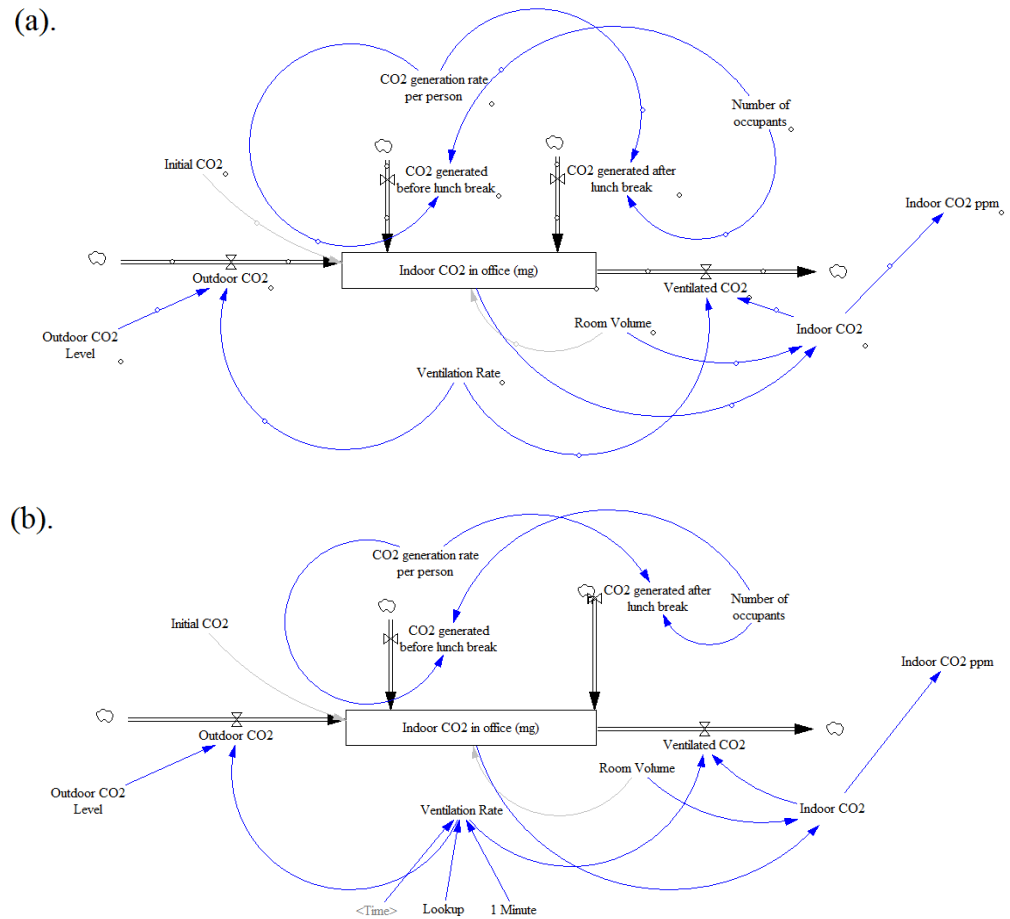 (a).
CO2 generation rate
per person
Number of
occupants
Initial CO2
CO2 generated
before lunch break
CO2 generated after
lunch break
Indoor CO2 ppm
Outdoor CO2
Indoor CO2 in office (mg)
Ventilated CO2
Outdoor CO2
Level
Room Volume
Indoor CO2
Ventilation Rate
(b).
CO2 generation rate
per person
CO2 generated after
lunch break
Number of
occupants
Initial CO2
CO2 generated
before lunch break
Indoor CO2 ppm
Outdoor CO2
Indoor CO2 in office (mg)
Ventilated CO2
Room Volume
Outdoor CO2
Level
Ventilation Rate
Indoor CO2
<Time>
Lookup
1 Minute